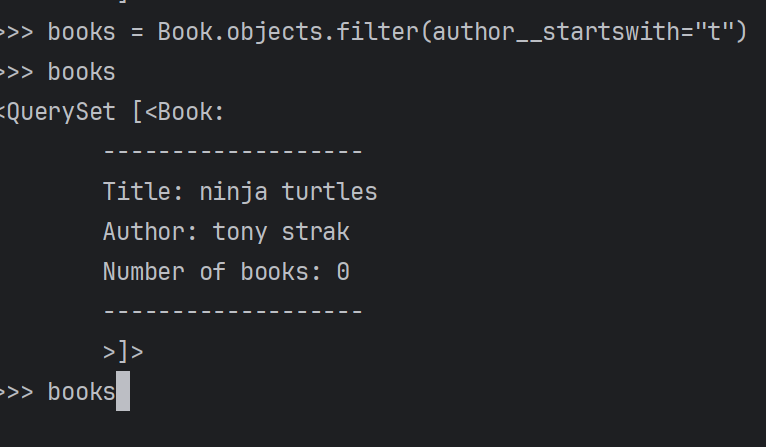 >>> books = Book.objects.filter(author__startswith="t")
>>> books
<QuerySet [<Book:
-------------------
Title: ninja turtles
Author: tony strak
Number of books: 0
-------------------
>]>
>>> books